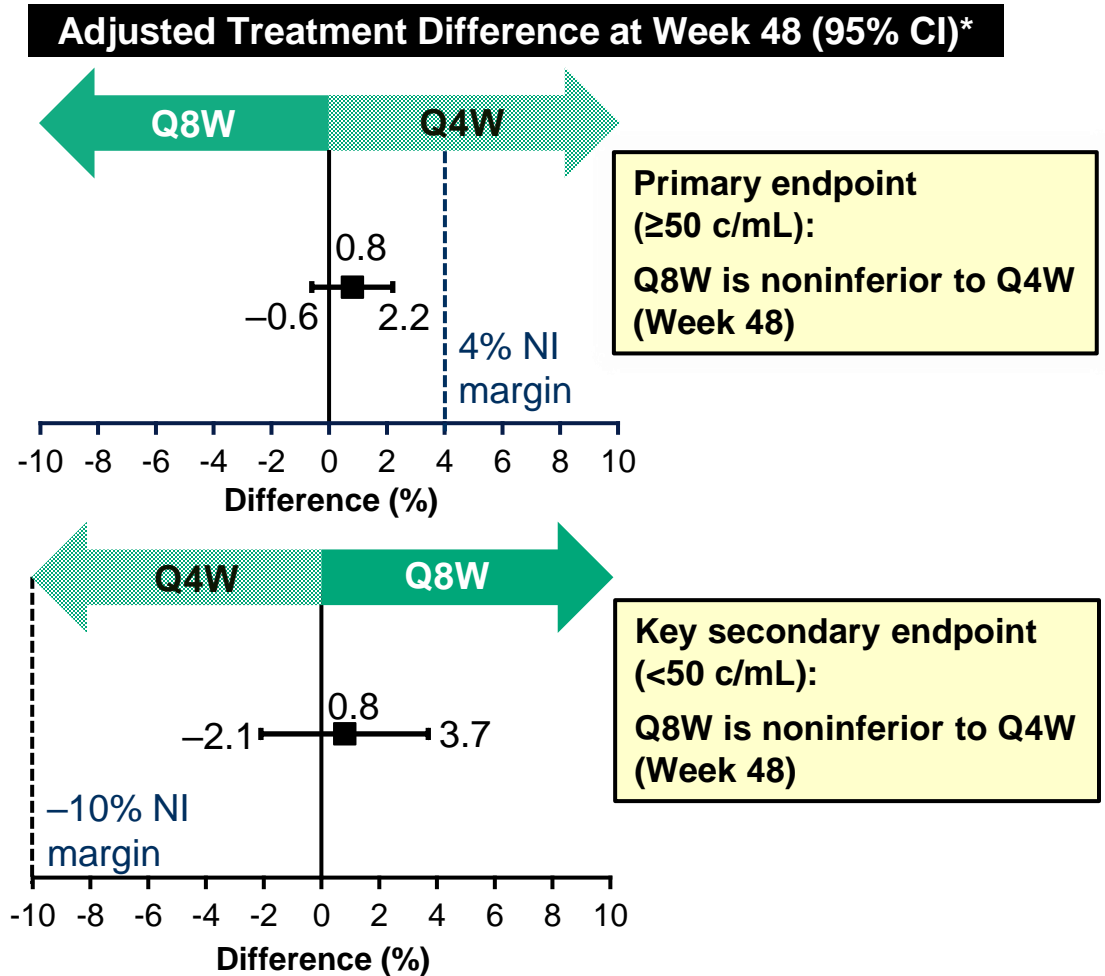 Adjusted Treatment Difference at Week 48 (95% CI)*
Q8W Q4W
Primary endpoint
(≥50 c/mL):
Q8W is noninferior to Q4W
(Week 48)
0.8
–0.6 2.2
4% NI
margin
-10 -8 -6 -4 -2 0 2 4 6 8 10
Difference (%)
Q4W Q8W
Key secondary endpoint
(<50 c/mL):
Q8W is noninferior to Q4W
(Week 48)
0.8
–2.1 3.7
–10% NI
margin
-10 -8 -6 -4 -2 0 2 4 6 8 10
Difference (%)